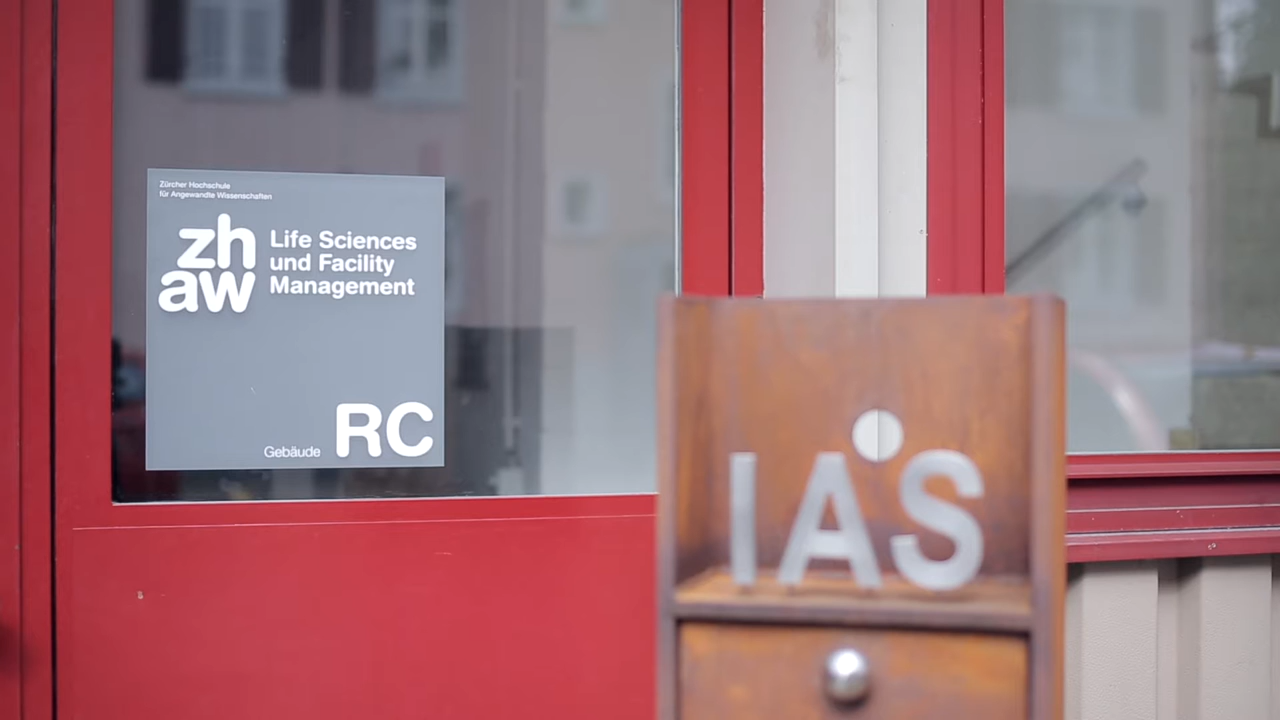 Zürcher Hochschule
für Angewandte Wissenschaften
zh
aw
Life Sciences
und Facility
Management
Gebäude RC
IAS